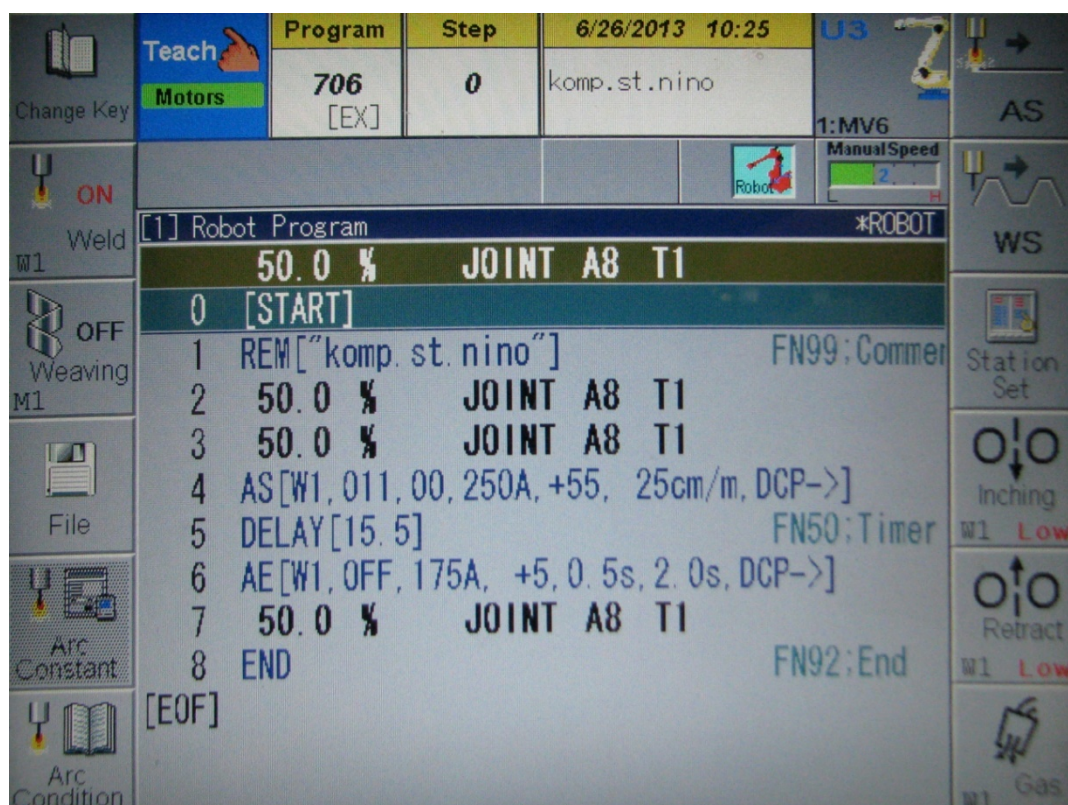 Change Key
Teach
Motors
Program
706
[EX]
Step
0
6/26/2013 10:25
komp.st.nino
U3
1:MV6
AS
ON
Weld
W1
Robot
Manual Speed
2
L H
WS
[1] Robot Program *ROBOT
50.0 % JOINT A8 T1
0 [START]
1 REM["komp.st.nino"] FN99;Commen
2 50.0 % JOINT A8 T1
3 50.0 % JOINT A8 T1
4 AS[W1,011,00,250A,+55, 25cm/m,DCP->]
5 DELAY[15.5] FN50;Timer
6 AE[W1,OFF,175A, +5,0.5s,2.0s,DCP->]
7 50.0 % JOINT A8 T1
8 END FN92;End
[EOF]
OFF
Weaving
M1
File
Arc
Constant
Arc
Condition
Station
Set
Inching
W1 Low
Retract
W1 Low
Gas
W1